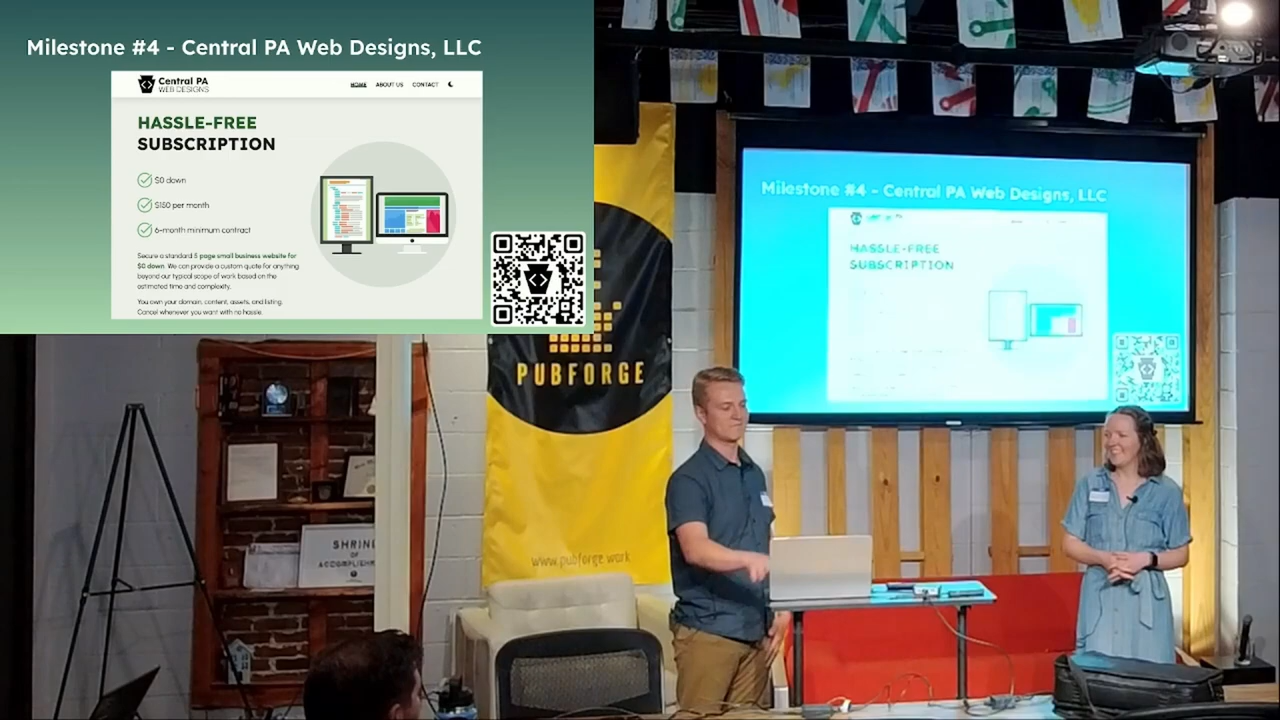 Milestone #4 - Central PA Web Designs, LLC
Central PA
WEB DESIGNS
HOME ABOUT US CONTACT
HASSLE-FREE
SUBSCRIPTION
$0 down
$150 per month
6-month minimum contract
Secure a standard 5 page small business website for
$0 down. We can provide a custom quote for anything
beyond our typical scope of work based on the
estimated time and complexity.
You own your domain, content, assets, and listing.
Cancel whenever you want with no hassle.
PUBFORGE
www.pubforge.work
Milestone #4 - Central PA Web Designs, LLC
HASSLE-FREE
SUBSCRIPTION
SHRINE
OF
ACCOMPLISHM